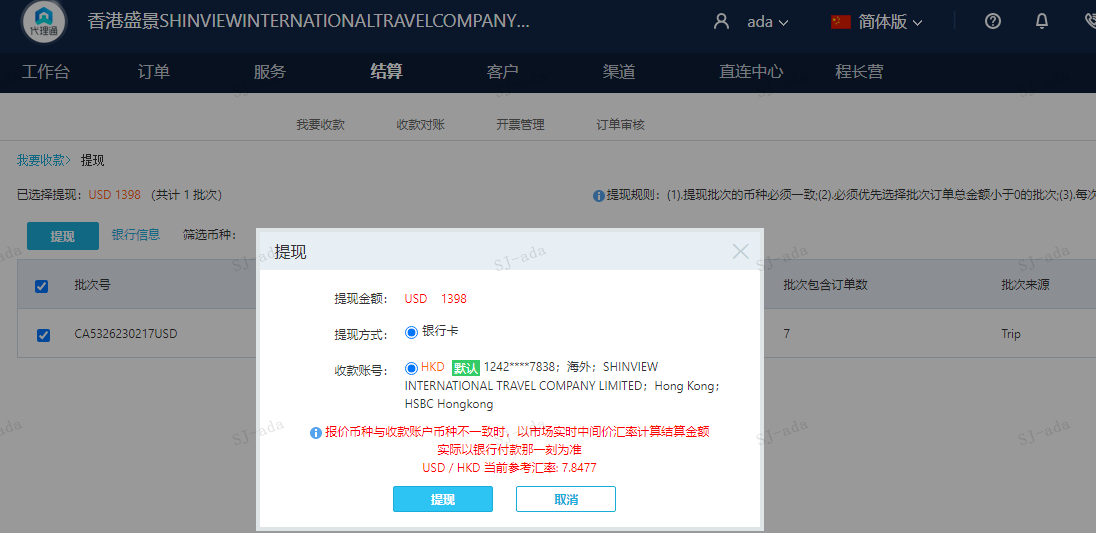 代理通
香港盛景SHINVIEWINTERNATIONALTRAVELCOMPANY...
ada
简体版
工作台
订单
服务
结算
客户
渠道
直连中心
程长营
我要收款
收款对账
开票管理
订单审核
我要收款> 提现
已选择提现：USD 1398 （共计 1 批次）
提现规则：(1).提现批次的币种必须一致;(2).必须优先选择批次订单总金额小于0的批次;(3).每次
提现
银行信息
筛选币种：
批次号
批次包含订单数
批次来源
CA5326230217USD
7
Trip
提现
提现金额： USD 1398
提现方式： 银行卡
收款账号： HKD 默认 1242****7838；海外；SHINVIEW
INTERNATIONAL TRAVEL COMPANY LIMITED；Hong Kong；
HSBC Hongkong
报价币种与收款账户币种不一致时，以市场实时中间价汇率计算结算金额
实际以银行付款那一刻为准
USD / HKD 当前参考汇率: 7.8477
提现
取消
SJ-ada
SJ-ada
SJ-ada
SJ-ada
SJ-ada
SJ-ada
SJ-ada